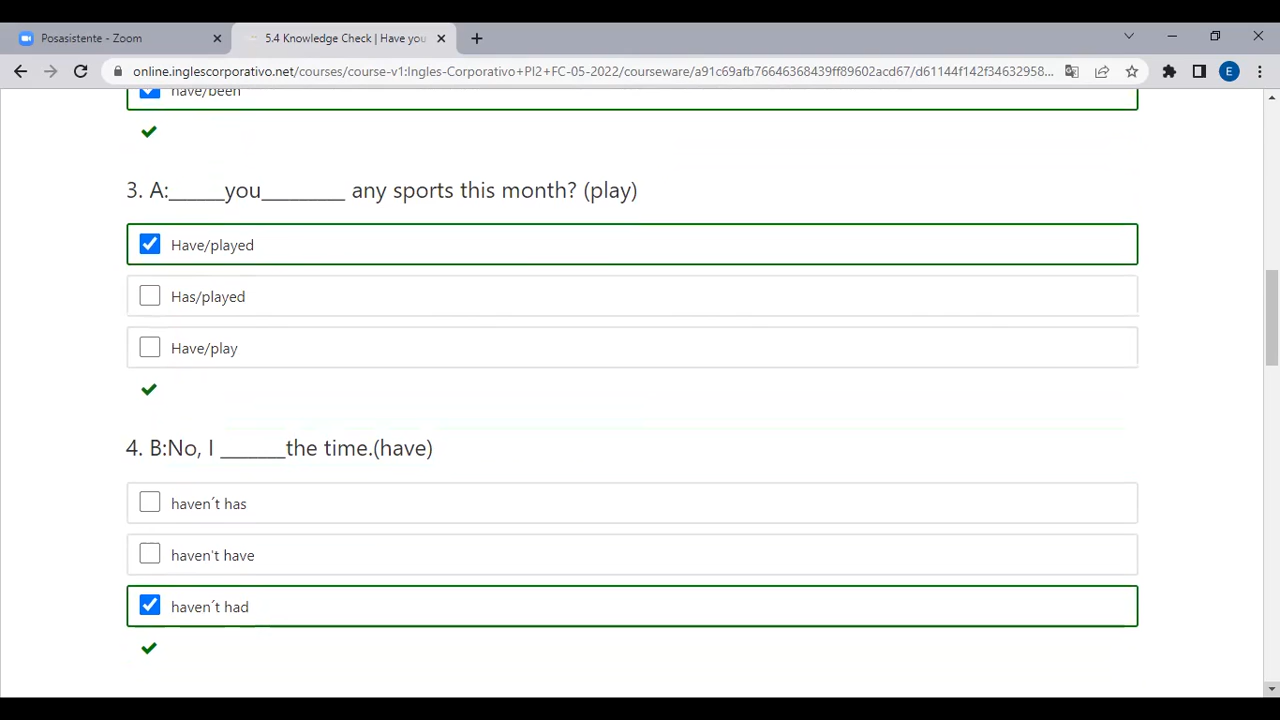 Posasistente - Zoom
5.4 Knowledge Check | Have you
online.inglescorporativo.net/courses/course-v1:Ingles-Corporativo+PI2+FC-05-2022/courseware/a91c69afb76646368439ff89602acd67/d61144f142f34632958...
E
have/been
3. A:______you_________ any sports this month? (play)
Have/played
Has/played
Have/play
4. B:No, I _______the time.(have)
haven´t has
haven't have
haven´t had